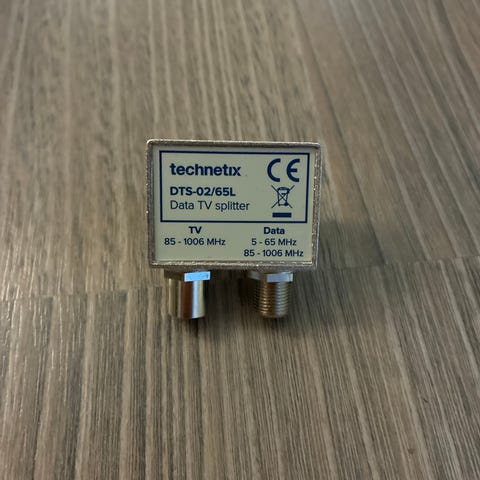 technetix
CE
DTS-02/65L
Data TV splitter
TV
85 - 1006 MHz
Data
5 - 65 MHz
85 - 1006 MHz